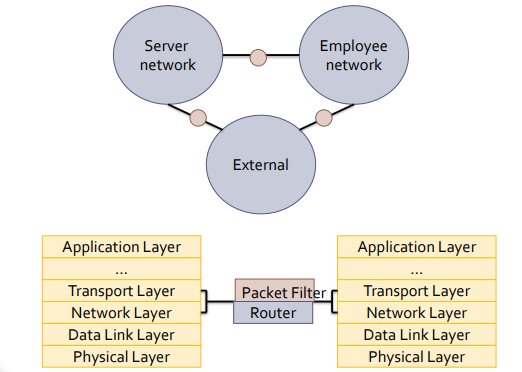 Server
network
Employee
network
External
Application Layer
...
Transport Layer
Network Layer
Data Link Layer
Physical Layer
Packet Filter
Router
Application Layer
...
Transport Layer
Network Layer
Data Link Layer
Physical Layer